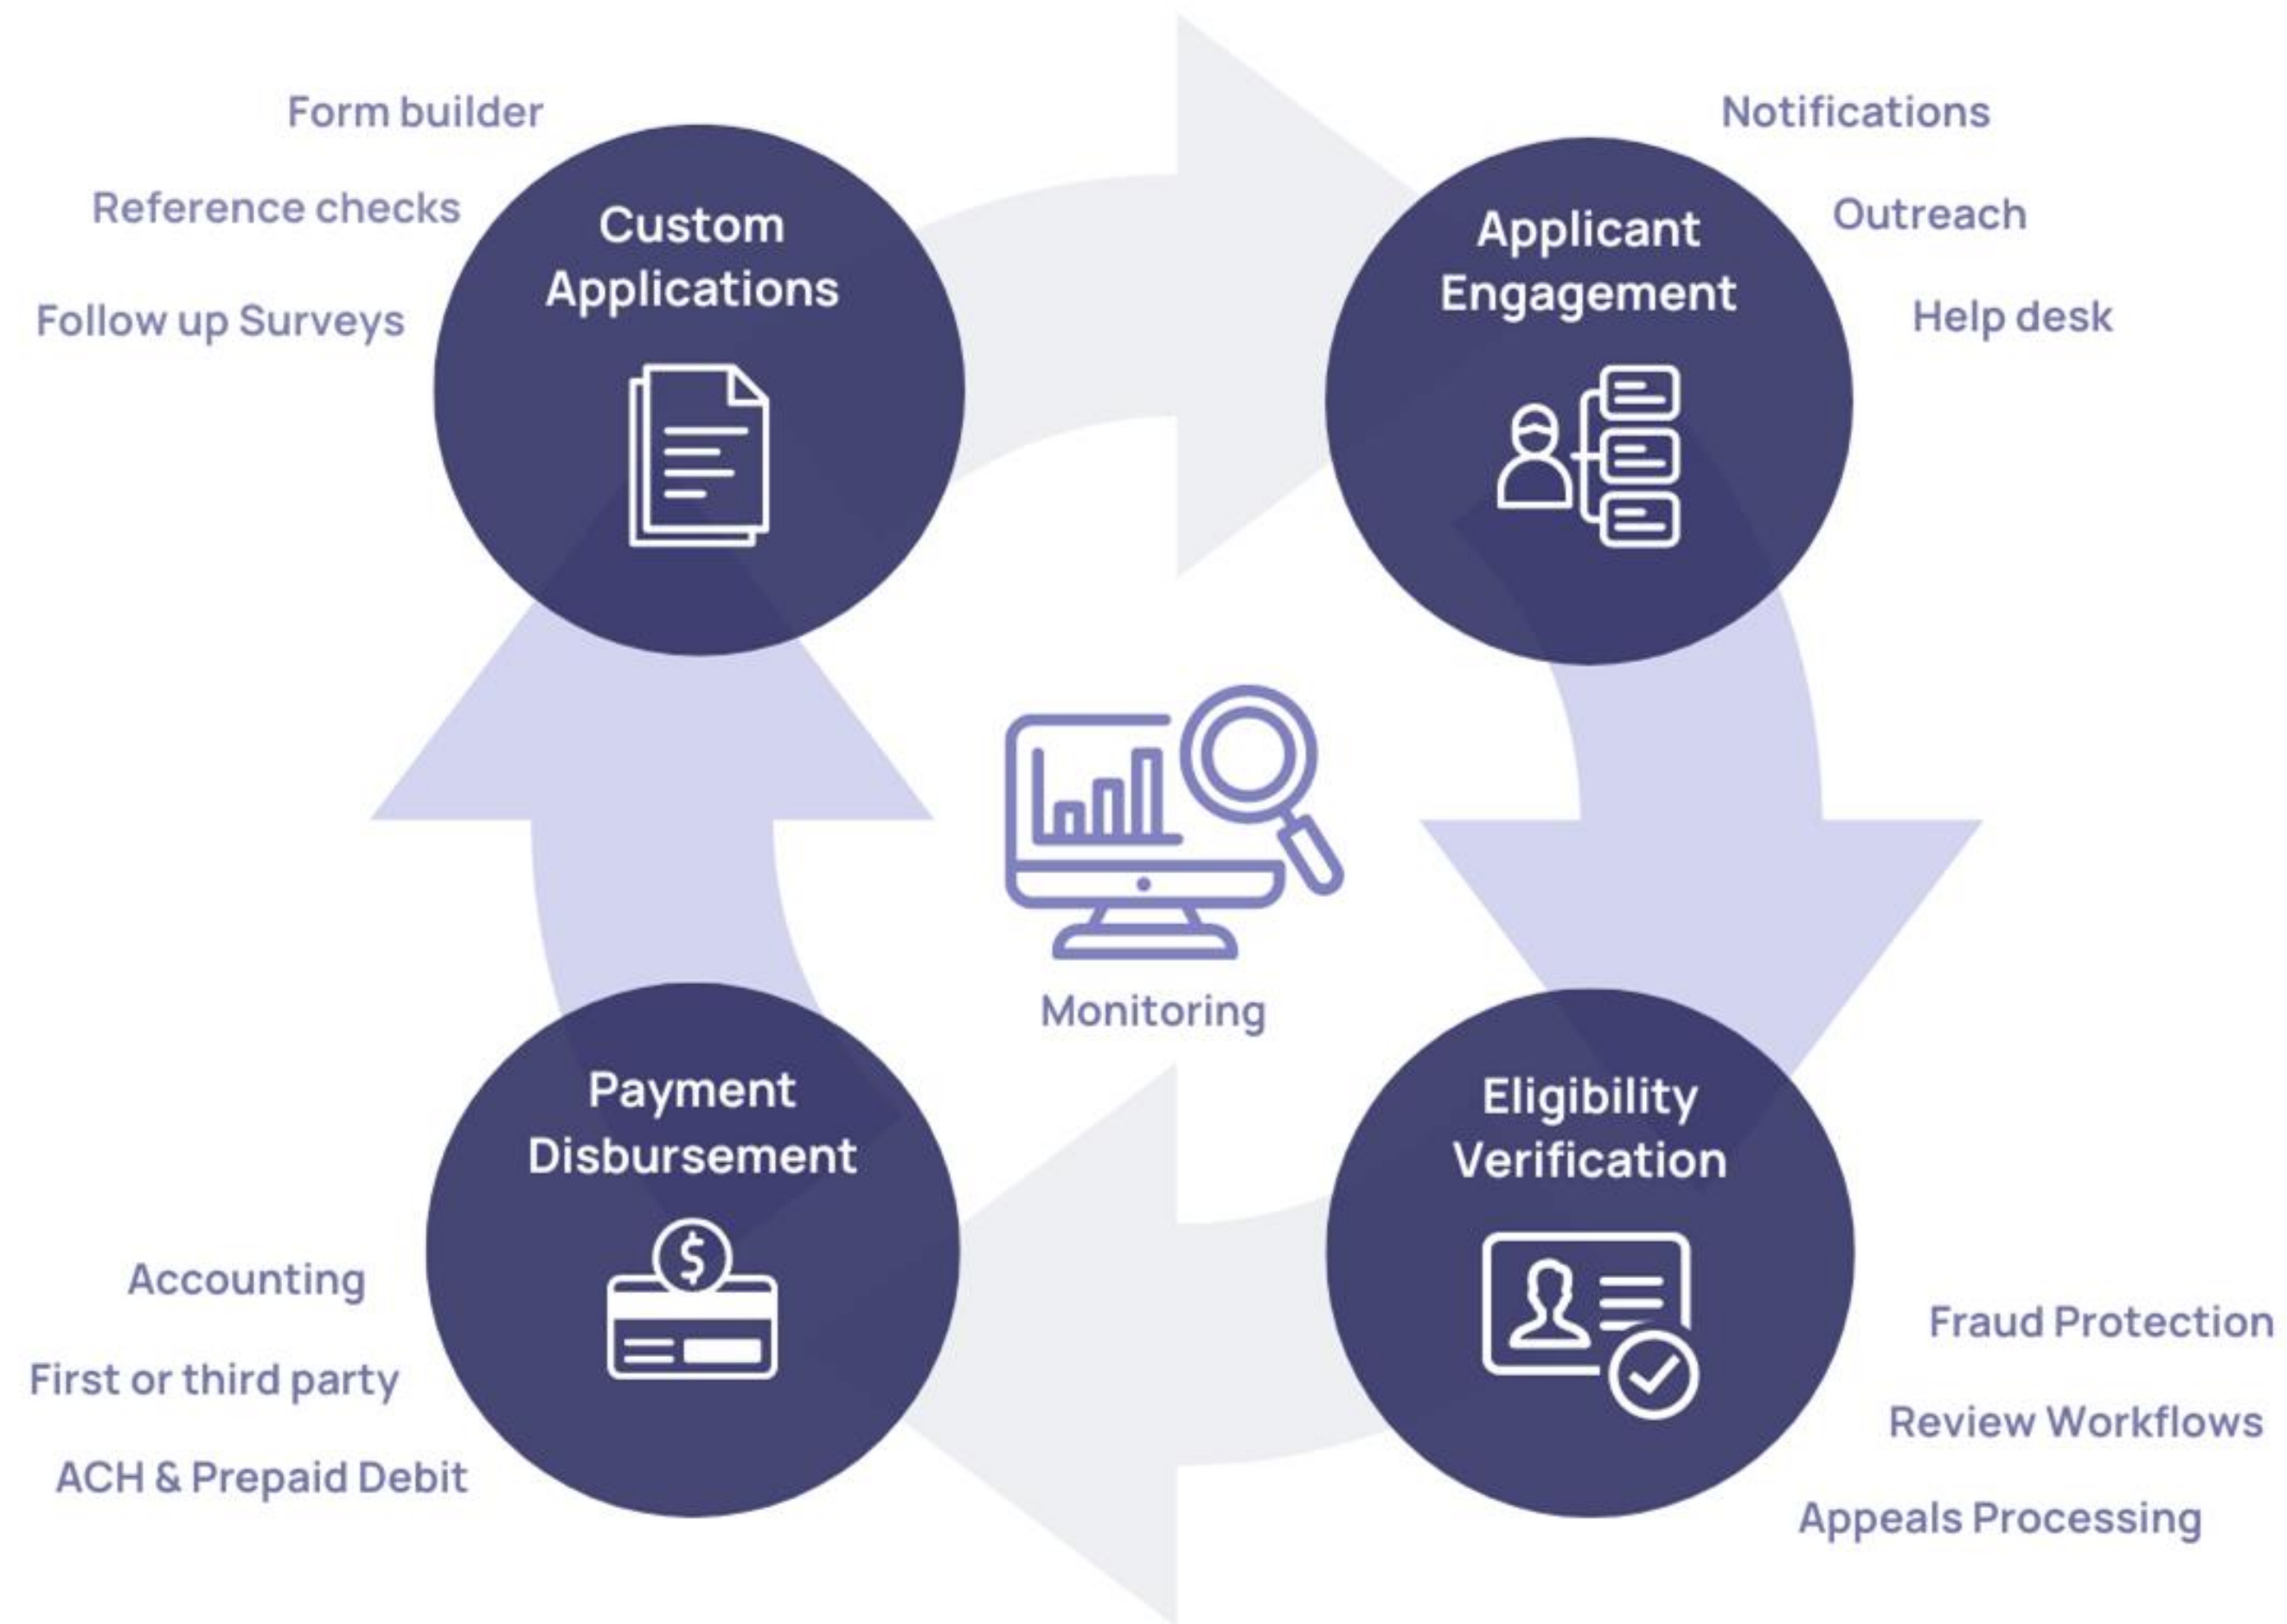 Form builder
Reference checks
Follow up Surveys
Custom
Applications
Notifications
Outreach
Help desk
Applicant
Engagement
Monitoring
Payment
Disbursement
$
Accounting
First or third party
ACH & Prepaid Debit
Eligibility
Verification
Fraud Protection
Review Workflows
Appeals Processing